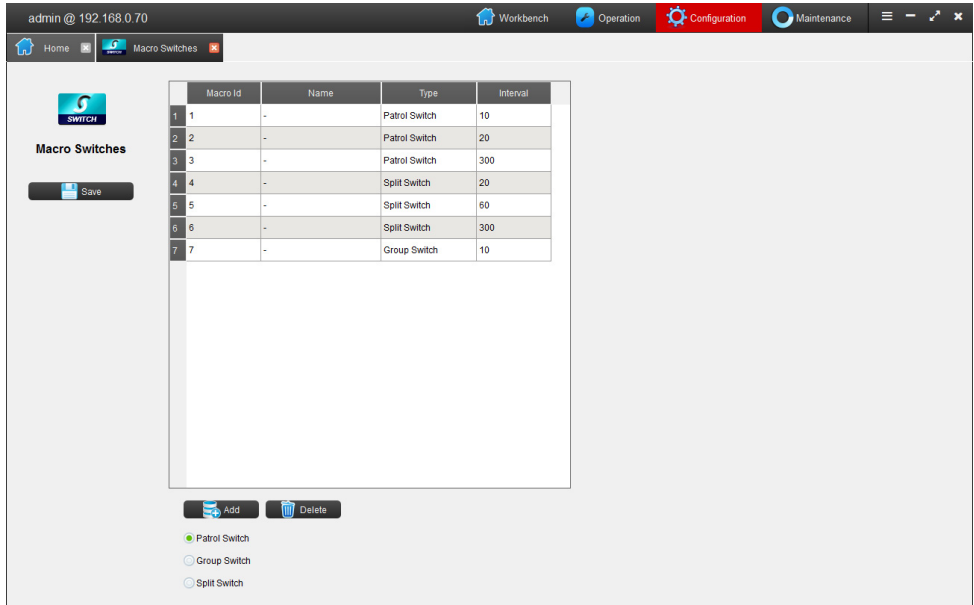 admin @ 192.168.0.70 Workbench Operation Configuration Maintenance
Home Macro Switches
SWITCH
Macro Switches
Save
Macro Id Name Type Interval
1 1 - Patrol Switch 10
2 2 - Patrol Switch 20
3 3 - Patrol Switch 300
4 4 - Split Switch 20
5 5 - Split Switch 60
6 6 - Split Switch 300
7 7 - Group Switch 10
Add Delete
Patrol Switch
Group Switch
Split Switch